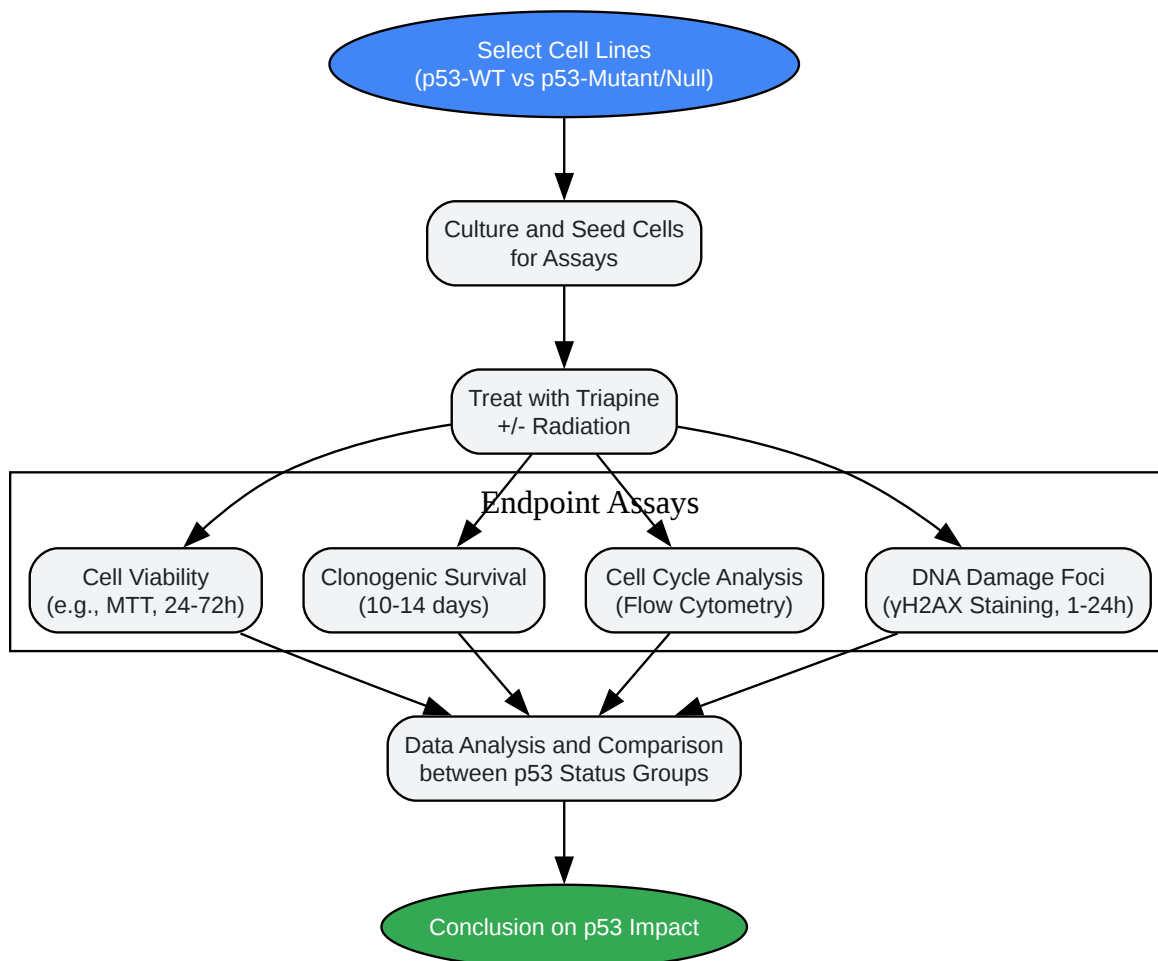 Select Cell Lines
(p53-WT vs p53-Mutant/Null)
Culture and Seed Cells
for Assays
Treat with Triapine
+/- Radiation
Endpoint Assays
Cell Viability
(e.g., MTT, 24-72h)
Clonogenic Survival
(10-14 days)
Cell Cycle Analysis
(Flow Cytometry)
DNA Damage Foci
(γH2AX Staining, 1-24h)
Data Analysis and Comparison
between p53 Status Groups
Conclusion on p53 Impact